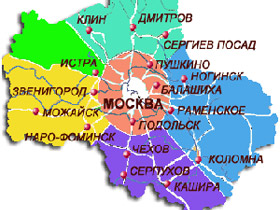 ДМИТРОВ
КЛИН
СЕРГИЕВ ПОСАД
ИСТРА
ПУШКИНО
НОГИНСК
ЗВЕНИГОРОД
БАЛАШИХА
МОСКВА
МОЖАЙСК
РАМЕНСКОЕ
ПОДОЛЬСК
НАРО-ФОМИНСК
ЧЕХОВ
КОЛОМНА
СЕРПУХОВ
КАШИРА